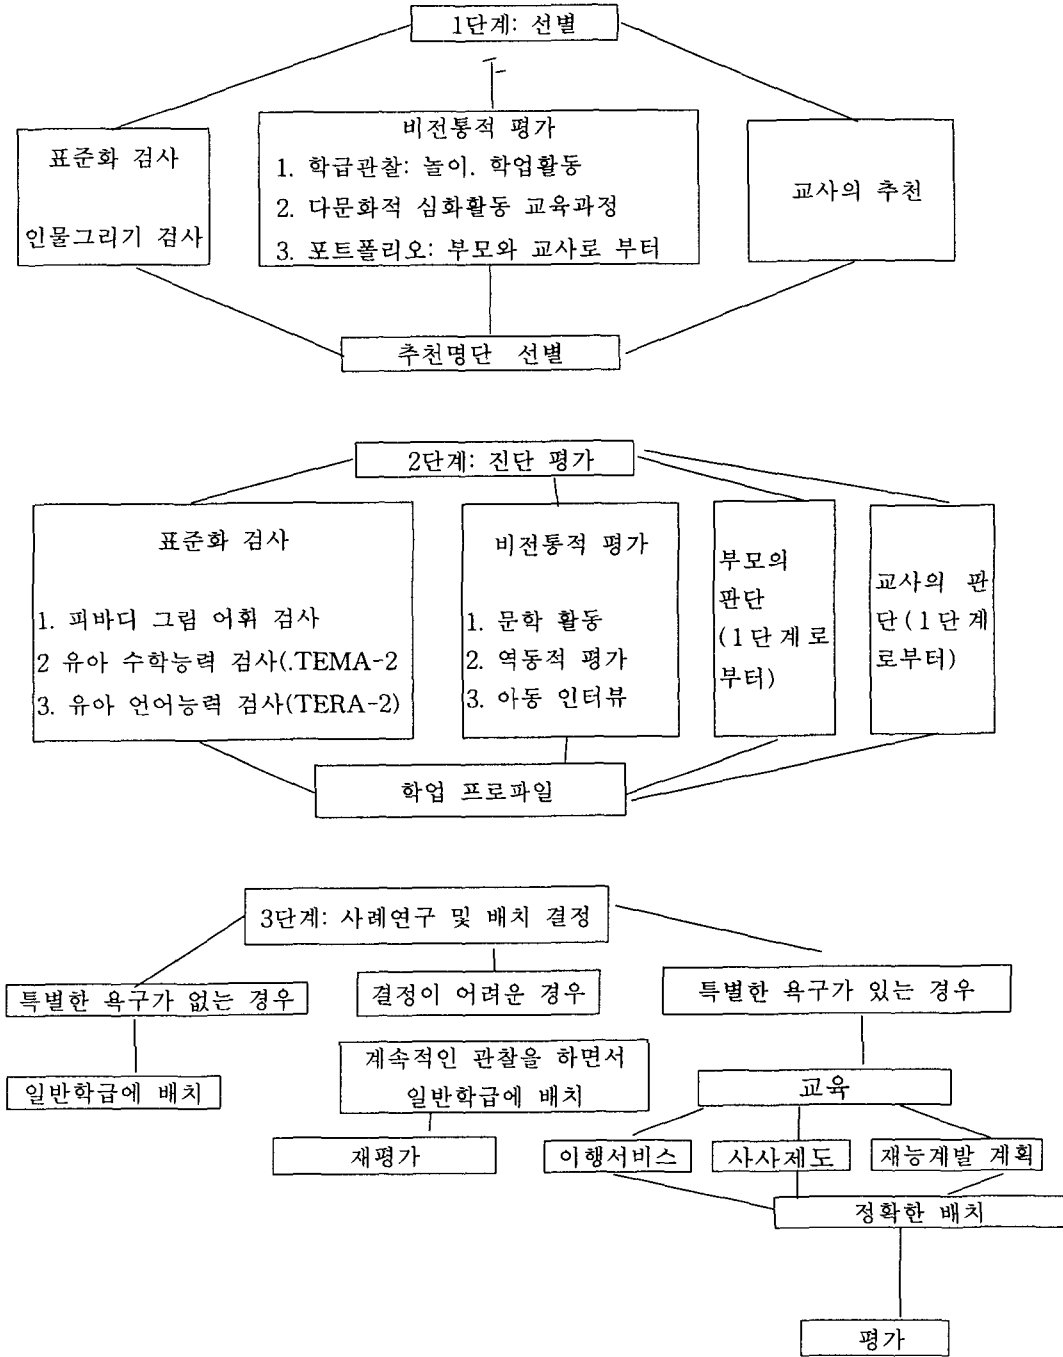 1단계: 선별
표준화 검사
인물그리기 검사
비전통적 평가
1. 학급관찰: 놀이. 학업활동
2. 다문화적 심화활동 교육과정
3. 포트폴리오: 부모와 교사로 부터
교사의 추천
추천명단 선별
2단계: 진단 평가
표준화 검사
1. 피바디 그림 어휘 검사
2 유아 수학능력 검사(.TEMA-2
3. 유아 언어능력 검사(TERA-2)
비전통적 평가
1. 문학 활동
2. 역동적 평가
3. 아동 인터뷰
부모의
판단
(1단계로
부터)
교사의 판
단(1단계
로부터)
학업 프로파일
3단계: 사례연구 및 배치 결정
특별한 욕구가 없는 경우
결정이 어려운 경우
특별한 욕구가 있는 경우
일반학급에 배치
계속적인 관찰을 하면서
일반학급에 배치
교육
재평가
이행서비스
사사제도
재능계발 계획
정확한 배치
평가